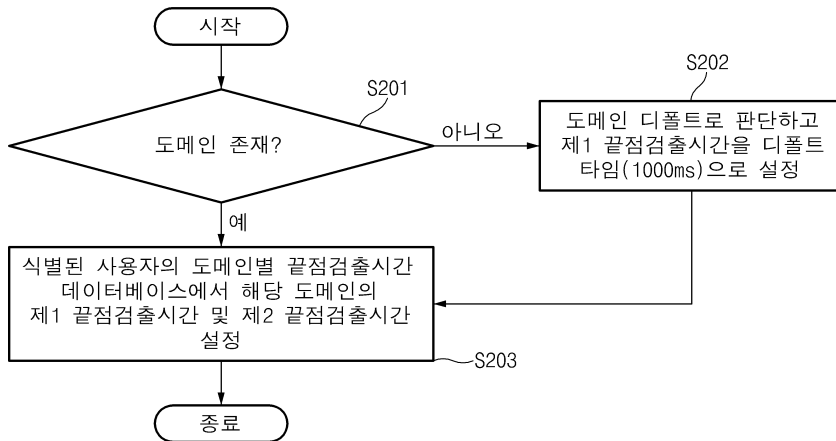 시작
S201
도메인 존재?
아니오
S202
도메인 디폴트로 판단하고
제1 끝점검출시간을 디폴트
타임(1000ms)으로 설정
예
식별된 사용자의 도메인별 끝점검출시간
데이터베이스에서 해당 도메인의
제1 끝점검출시간 및 제2 끝점검출시간
설정
S203
종료